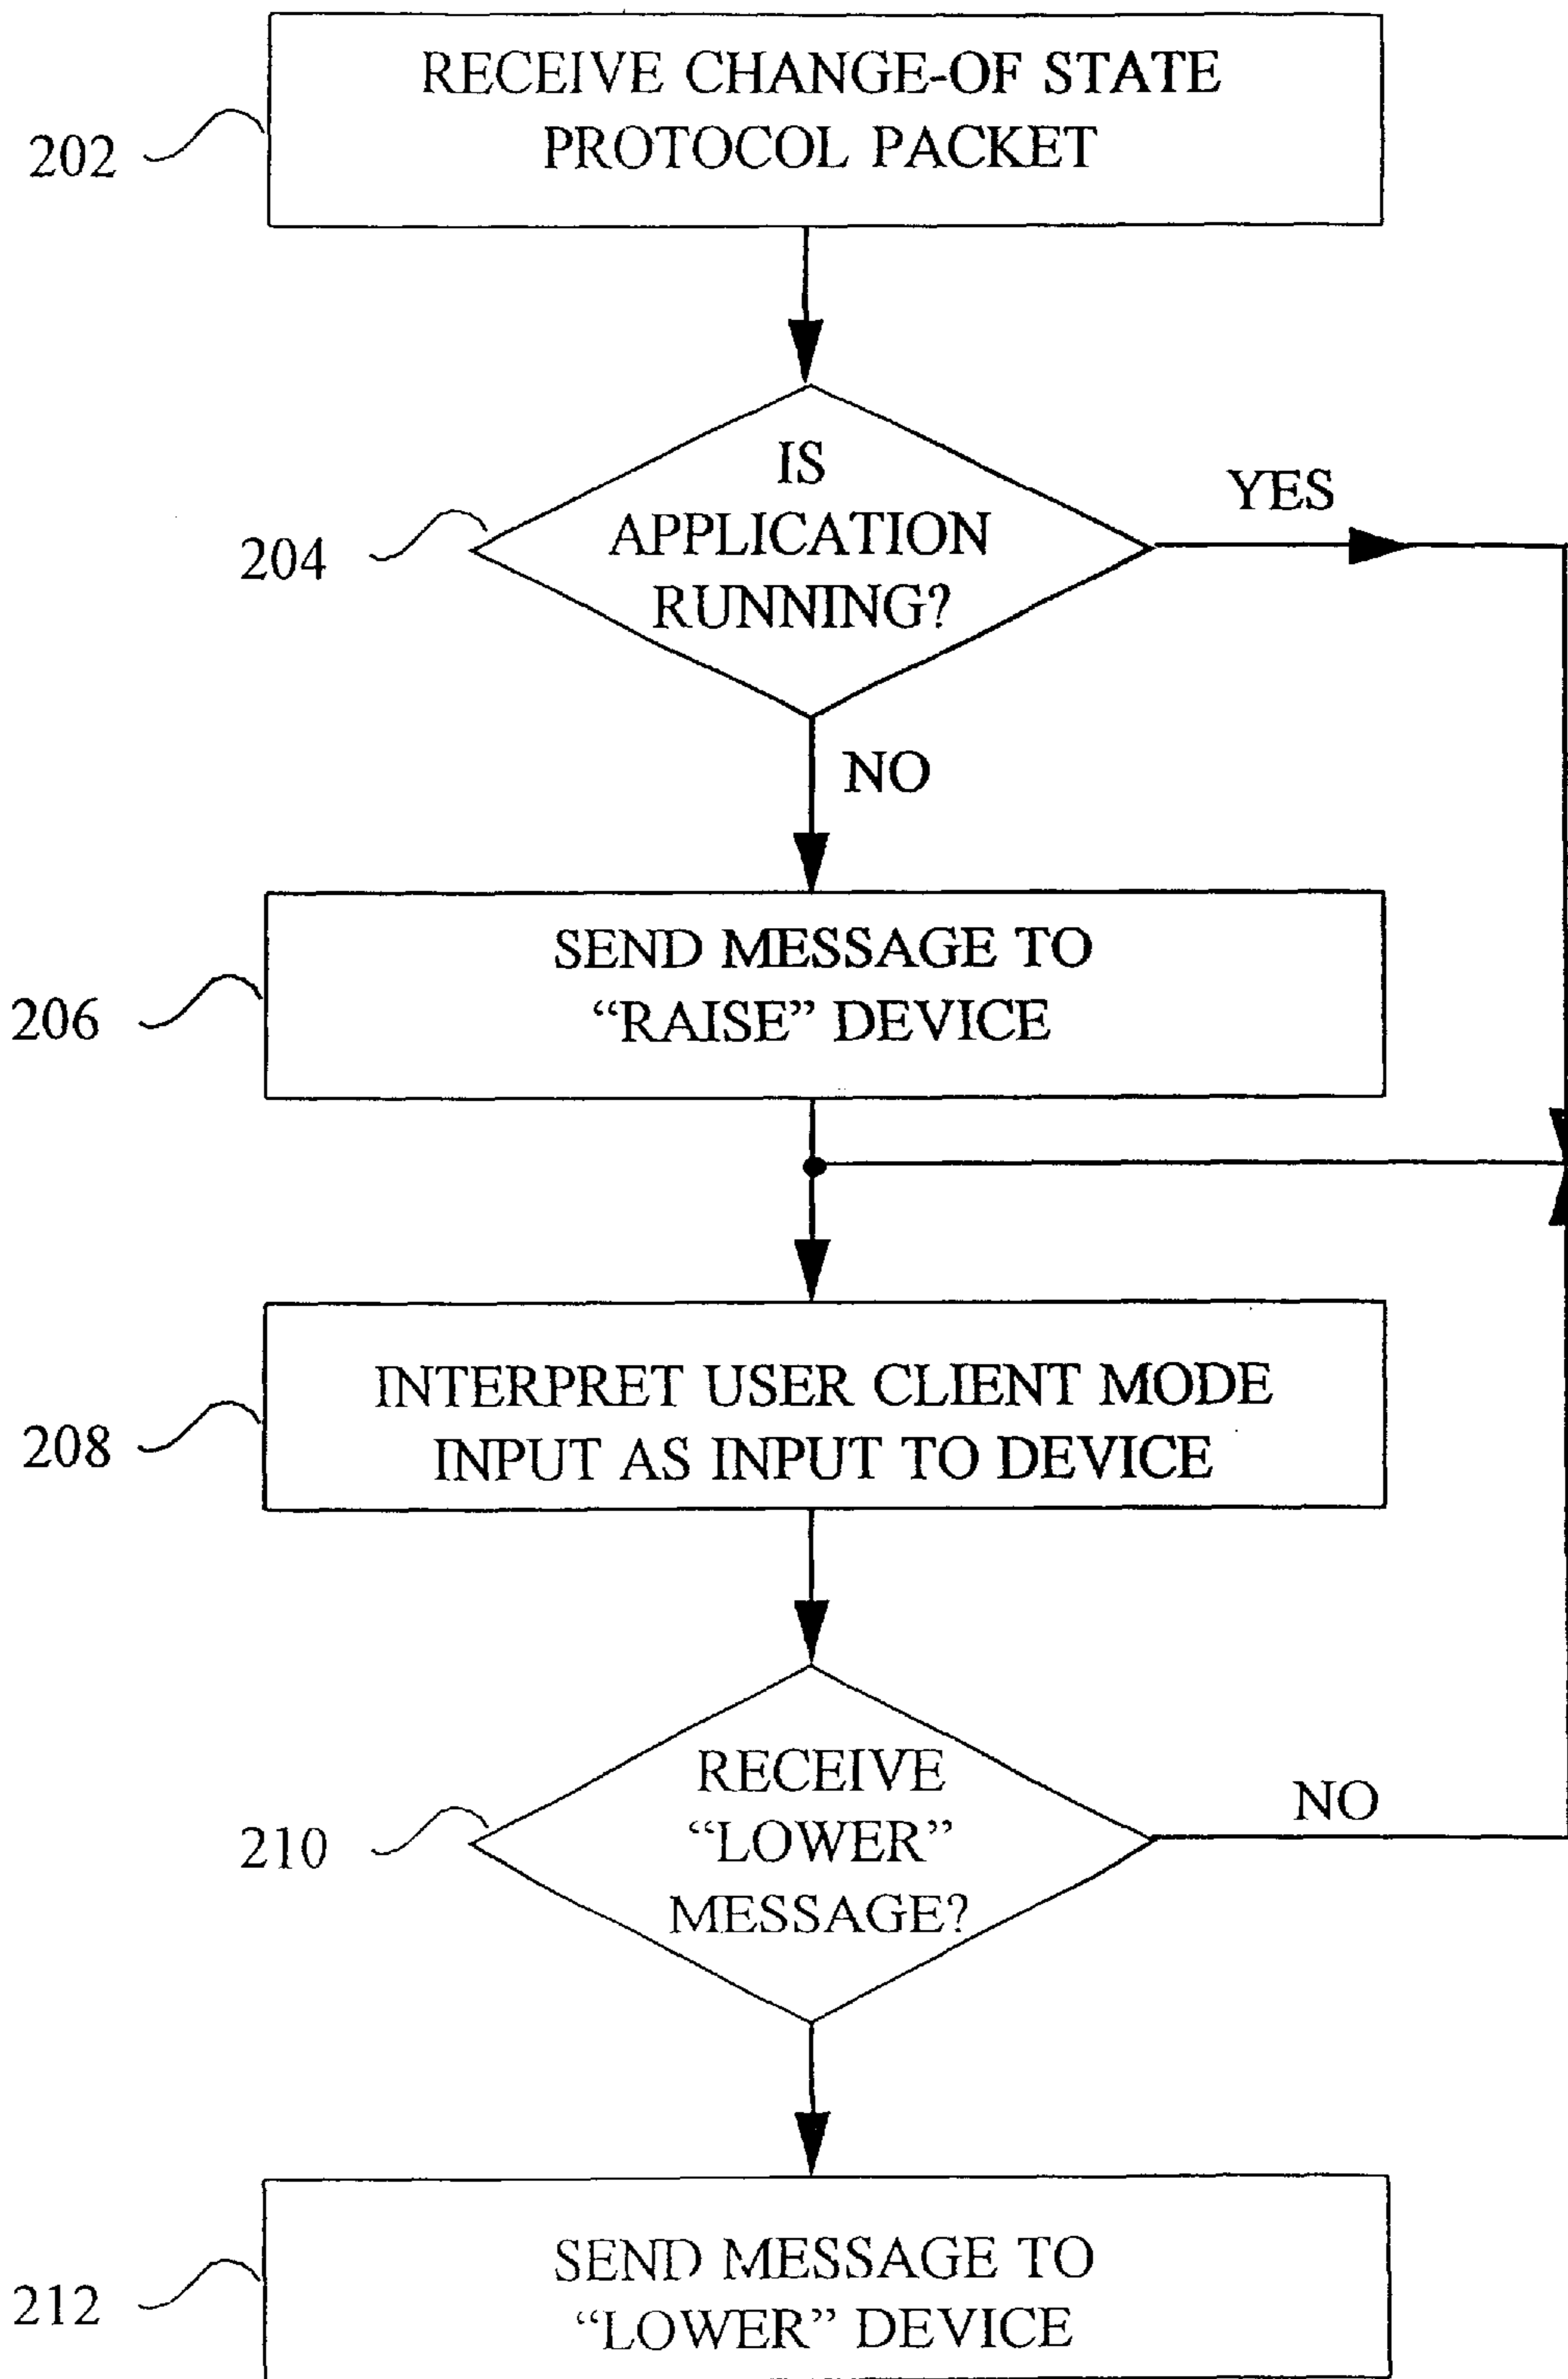 RECEIVE CHANGE-OF STATE
PROTOCOL PACKET
202
IS
APPLICATION
RUNNING?
YES
204
NO
SEND MESSAGE TO
“RAISE” DEVICE
206
INTERPRET USER CLIENT MODE
INPUT AS INPUT TO DEVICE
208
RECEIVE
“LOWER”
MESSAGE?
NO
210
SEND MESSAGE TO
“LOWER” DEVICE
212